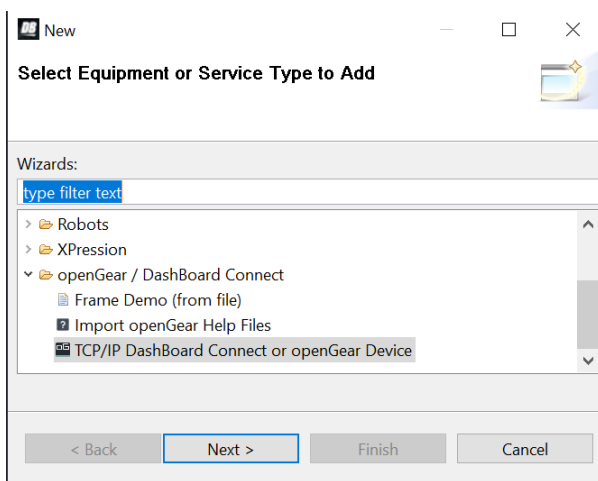 DB New
Select Equipment or Service Type to Add
Wizards:
type filter text
Robots
XPression
openGear / DashBoard Connect
Frame Demo (from file)
Import openGear Help Files
TCP/IP DashBoard Connect or openGear Device
< Back Next > Finish Cancel